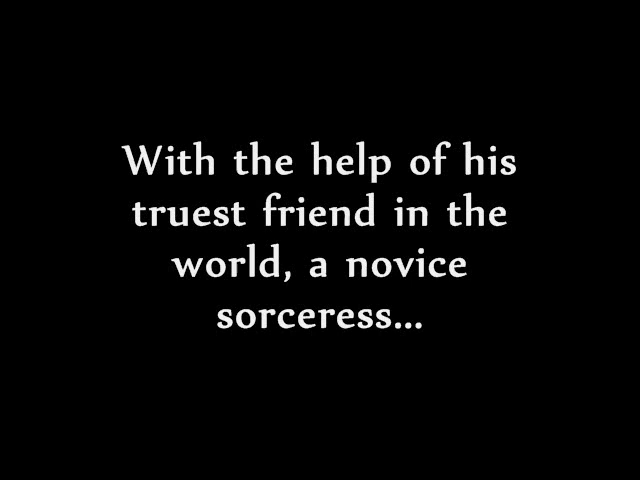 With the help of his
truest friend in the
world, a novice
sorceress...